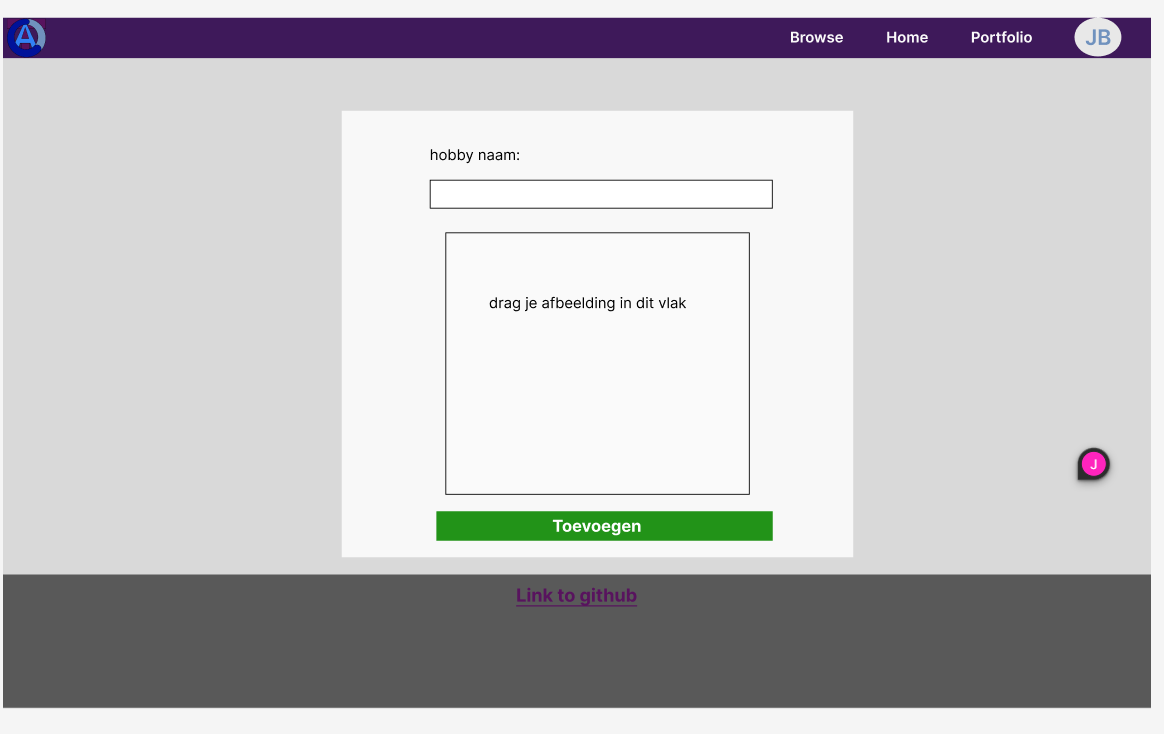 A
Browse Home Portfolio JB
hobby naam:
drag je afbeelding in dit vlak
J
Toevoegen
Link to github